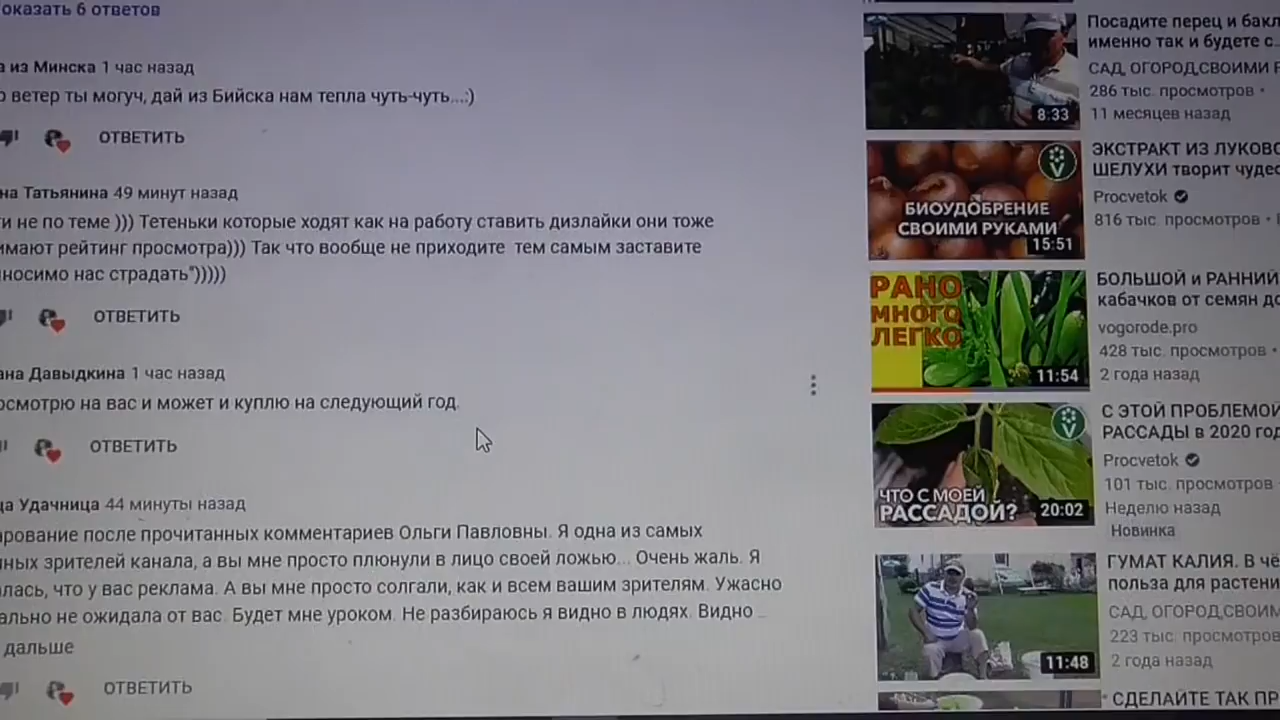 оказать 6 ответов
а из Минска 1 час назад
о ветер ты могуч, дай из Бийска нам тепла чуть-чуть...:)
ОТВЕТИТЬ
на Татьянина 49 минут назад
ти не по теме ))) Тетеньки которые ходят как на работу ставить дизлайки они тоже
имают рейтинг просмотра))) Так что вообще не приходите тем самым заставите
носимо нас страдать")))))
ОТВЕТИТЬ
ана Давыдкина 1 час назад
осмотрю на вас и может и куплю на следующий год.
ОТВЕТИТЬ
ца Удачница 44 минуты назад
арование после прочитанных комментариев Ольги Павловны. Я одна из самых
нных зрителей канала, а вы мне просто плюнули в лицо своей ложью... Очень жаль. Я
алась, что у вас реклама. А вы мне просто солгали, как и всем вашим зрителям. Ужасно
ально не ожидала от вас. Будет мне уроком. Не разбираюсь я видно в людях. Видно ..
дальше
ОТВЕТИТЬ
8:33
Посадите перец и бакл
именно так и будете с...
САД, ОГОРОД,СВОИМИ Р
286 тыс. просмотров •
11 месяцев назад
БИОУДОБРЕНИЕ
СВОИМИ РУКАМИ
15:51
ЭКСТРАКТ ИЗ ЛУКОВО
ШЕЛУХИ творит чудес
Procvetok
816 тыс. просмотров •
РАНО
МНОГО
ЛЕГКО
11:54
БОЛЬШОЙ и РАННИЙ
кабачков от семян до
vogorode.pro
428 тыс. просмотров •
2 года назад
ЧТО С МОЕЙ
РАССАДОЙ?
20:02
С ЭТОЙ ПРОБЛЕМОЙ
РАССАДЫ в 2020 год
Procvetok
101 тыс. просмотров
Неделю назад
Новинка
11:48
ГУМАТ КАЛИЯ. В чё
польза для растени
САД, ОГОРОД,СВОИМ
223 тыс. просмотров
2 года назад
СДЕЛАЙТЕ ТАК ПР